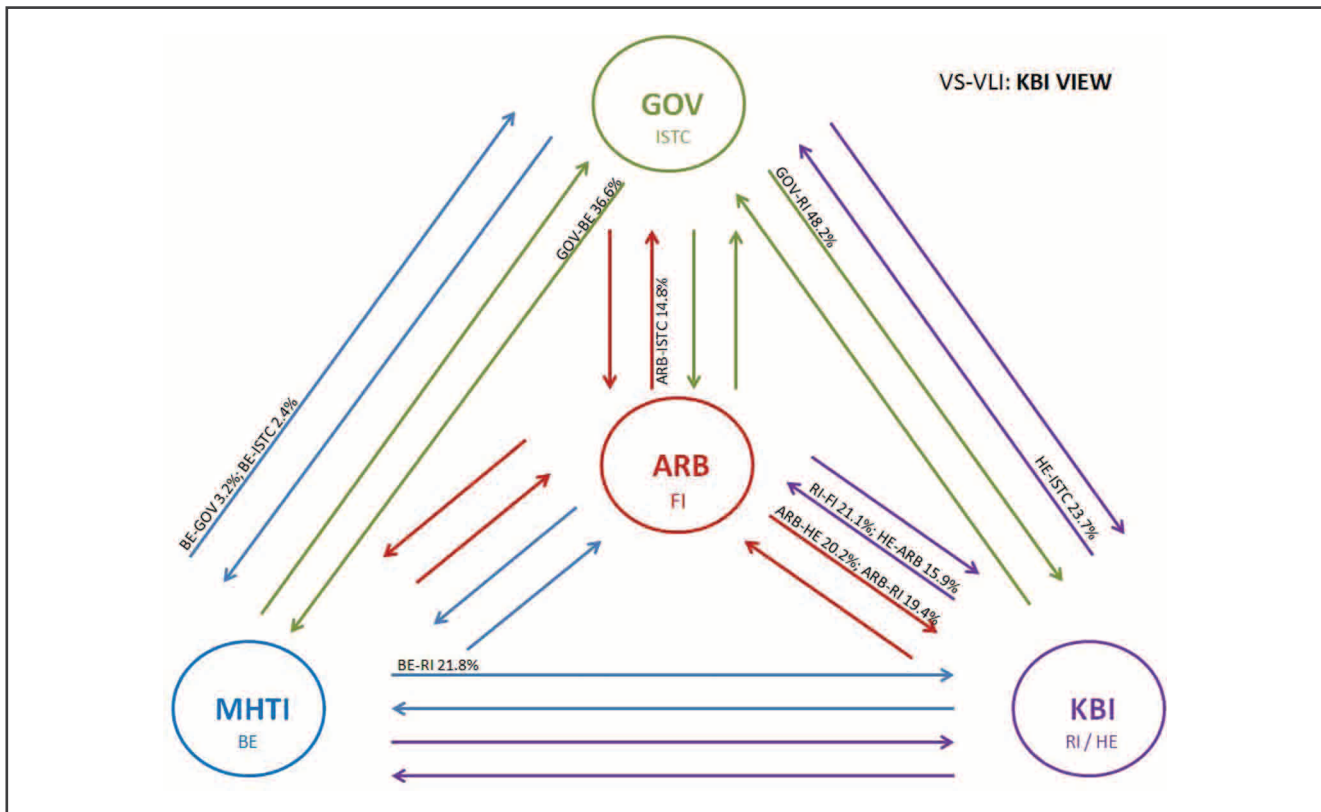 VS-VLI: KBI VIEW
GOV
ISTC
GOV-BE 36.6%
GOV-RI 48.2%
ARB-ISTC 14.8%
BE-GOV 3.2%; BE-ISTC 2.4%
HE-ISTC 23.7%
ARB
FI
RI-FI 21.1%; HE-ARB 15.9%
ARB-HE 20.2%; ARB-RI 19.4%
BE-RI 21.8%
MHTI
BE
KBI
RI / HE